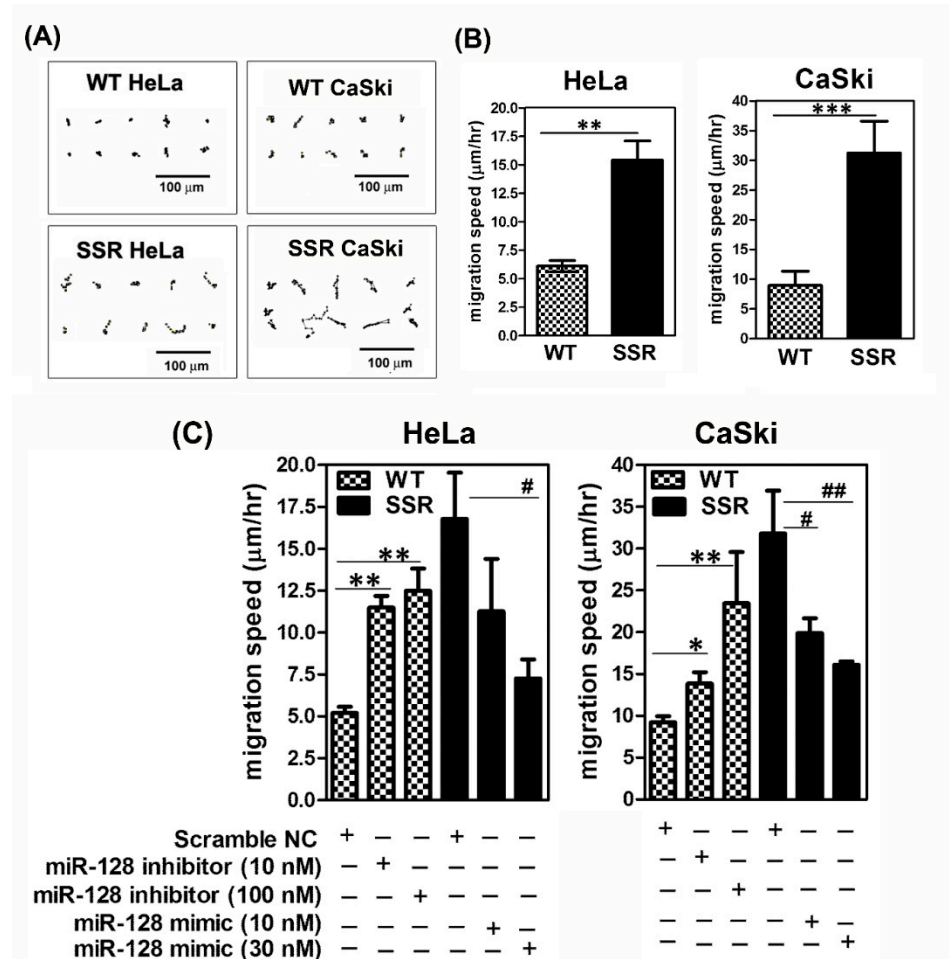 (A)
WT HeLa
100 μm
WT CaSki
100 μm
SSR HeLa
100 μm
SSR CaSki
100 μm
(B)
HeLa
migration speed (μm/hr)
20.0
17.5
15.0
12.5
10.0
7.5
5.0
2.5
0.0
**
WT SSR
CaSki
migration speed (μm/hr)
40
35
30
25
20
15
10
5
0
***
WT SSR
(C)
HeLa
migration speed (μm/hr)
20.0
17.5
15.0
12.5
10.0
7.5
5.0
2.5
0.0
WT
SSR
#
**
**
CaSki
migration speed (μm/hr)
40
35
30
25
20
15
10
5
0
WT
SSR
##
#
**
*
Scramble NC + − − + − − + − − + − −
miR-128 inhibitor (10 nM) − + − − − − − + − − − −
miR-128 inhibitor (100 nM) − − + − − − − − + − − −
miR-128 mimic (10 nM) − − − − + − − − − − + −
miR-128 mimic (30 nM) − − − − − + − − − − − +